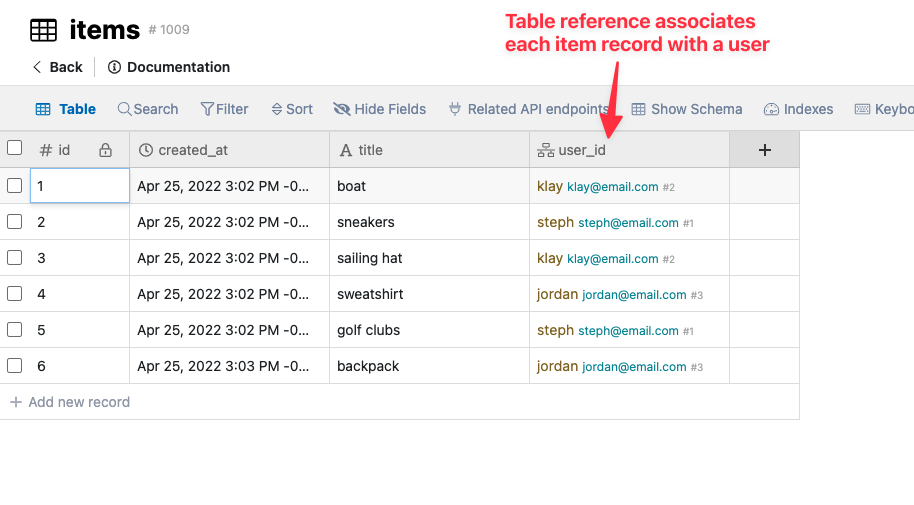 items # 1009
Table reference associates
each item record with a user
Back Documentation
Table Search Filter Sort Hide Fields Related API endpoints Show Schema Indexes Keybo
# id created_at title user_id +
1 Apr 25, 2022 3:02 PM -0... boat klay klay@email.com #2
2 Apr 25, 2022 3:02 PM -0... sneakers steph steph@email.com #1
3 Apr 25, 2022 3:02 PM -0... sailing hat klay klay@email.com #2
4 Apr 25, 2022 3:02 PM -0... sweatshirt jordan jordan@email.com #3
5 Apr 25, 2022 3:02 PM -0... golf clubs steph steph@email.com #1
6 Apr 25, 2022 3:03 PM -0... backpack jordan jordan@email.com #3
+ Add new record